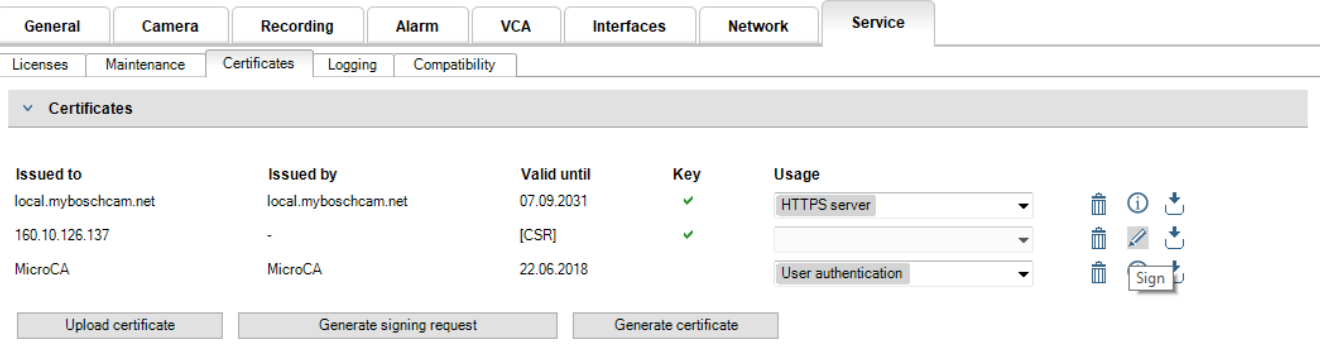 General Camera Recording Alarm VCA Interfaces Network Service
Licenses Maintenance Certificates Logging Compatibility
Certificates
Issued to Issued by Valid until Key Usage
local.myboschcam.net local.myboschcam.net 07.09.2031 HTTPS server
160.10.126.137 - [CSR]
MicroCA MicroCA 22.06.2018 User authentication
Sign
Upload certificate Generate signing request Generate certificate